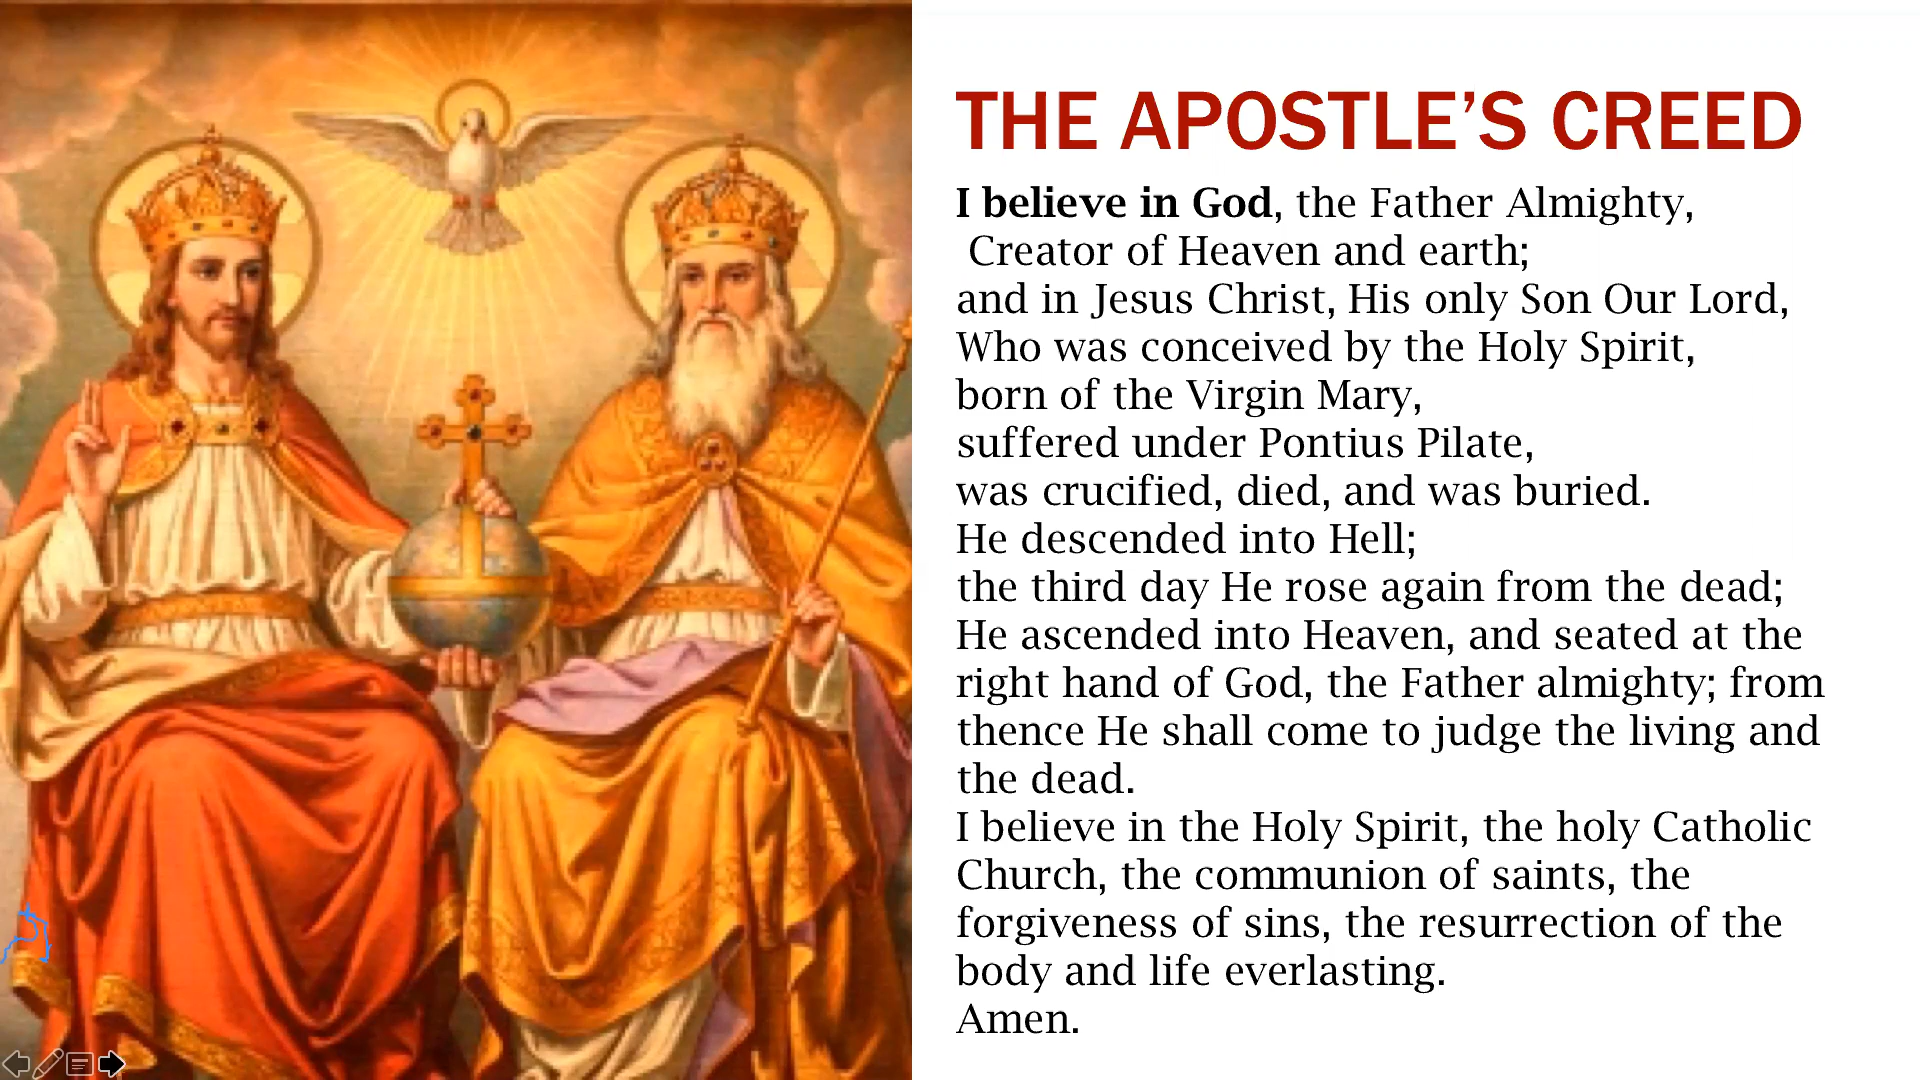 THE APOSTLE’S CREED
I believe in God, the Father Almighty,
Creator of Heaven and earth;
and in Jesus Christ, His only Son Our Lord,
Who was conceived by the Holy Spirit,
born of the Virgin Mary,
suffered under Pontius Pilate,
was crucified, died, and was buried.
He descended into Hell;
the third day He rose again from the dead;
He ascended into Heaven, and seated at the
right hand of God, the Father almighty; from
thence He shall come to judge the living and
the dead.
I believe in the Holy Spirit, the holy Catholic
Church, the communion of saints, the
forgiveness of sins, the resurrection of the
body and life everlasting.
Amen.